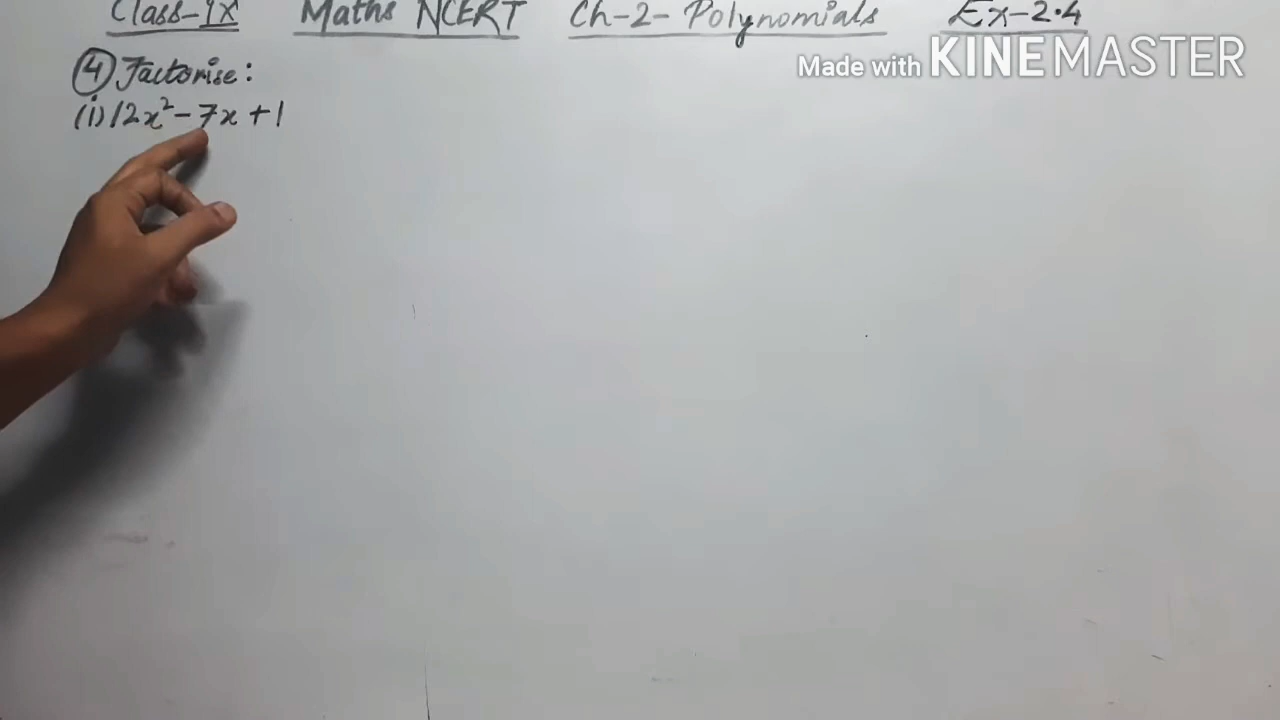 Class-IX Maths NCERT Ch-2- Polynomials Ex-2.4
Made with KINEMASTER
④ Factorise:
(i) 12x² - 7x + 1